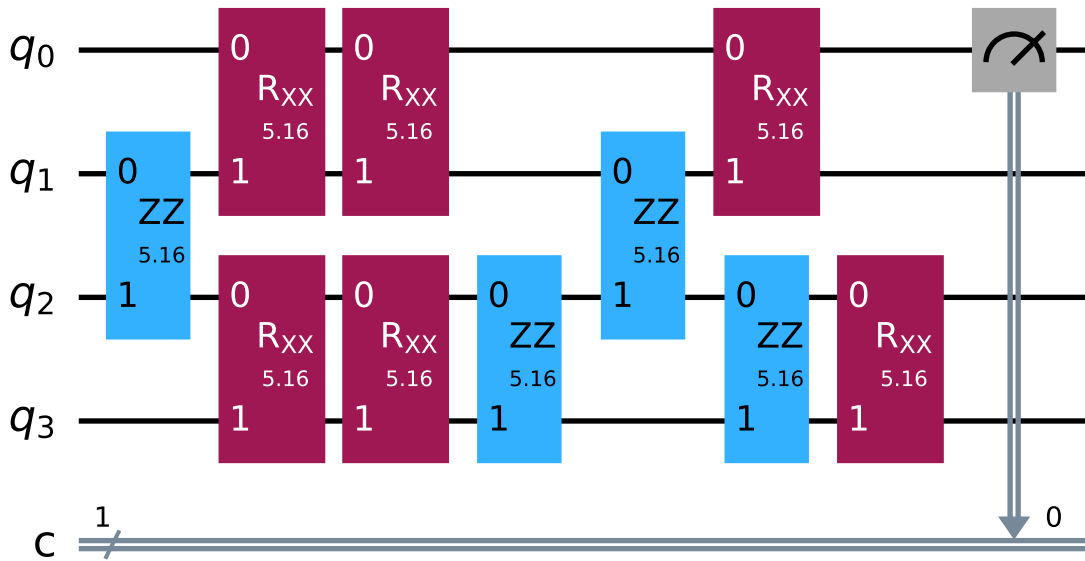 q0 0 0 0
RXX RXX RXX
5.16 5.16 5.16
q1 0 1 1 0 1
ZZ ZZ
5.16 5.16
q2 1 0 0 0 1 0 0
RXX RXX ZZ ZZ RXX
5.16 5.16 5.16 5.16 5.16
q3 1 1 1 1 1
1 0
c